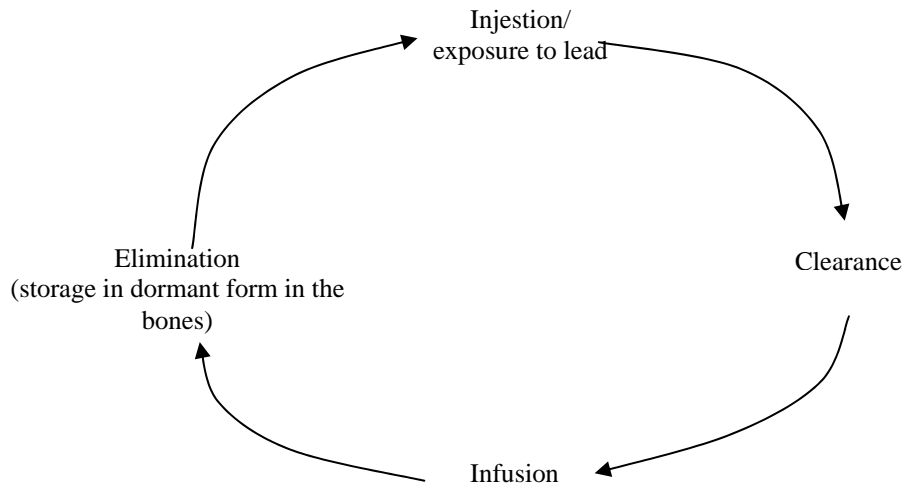 Injestion/
exposure to lead
Clearance
Infusion
Elimination
(storage in dormant form in the
bones)